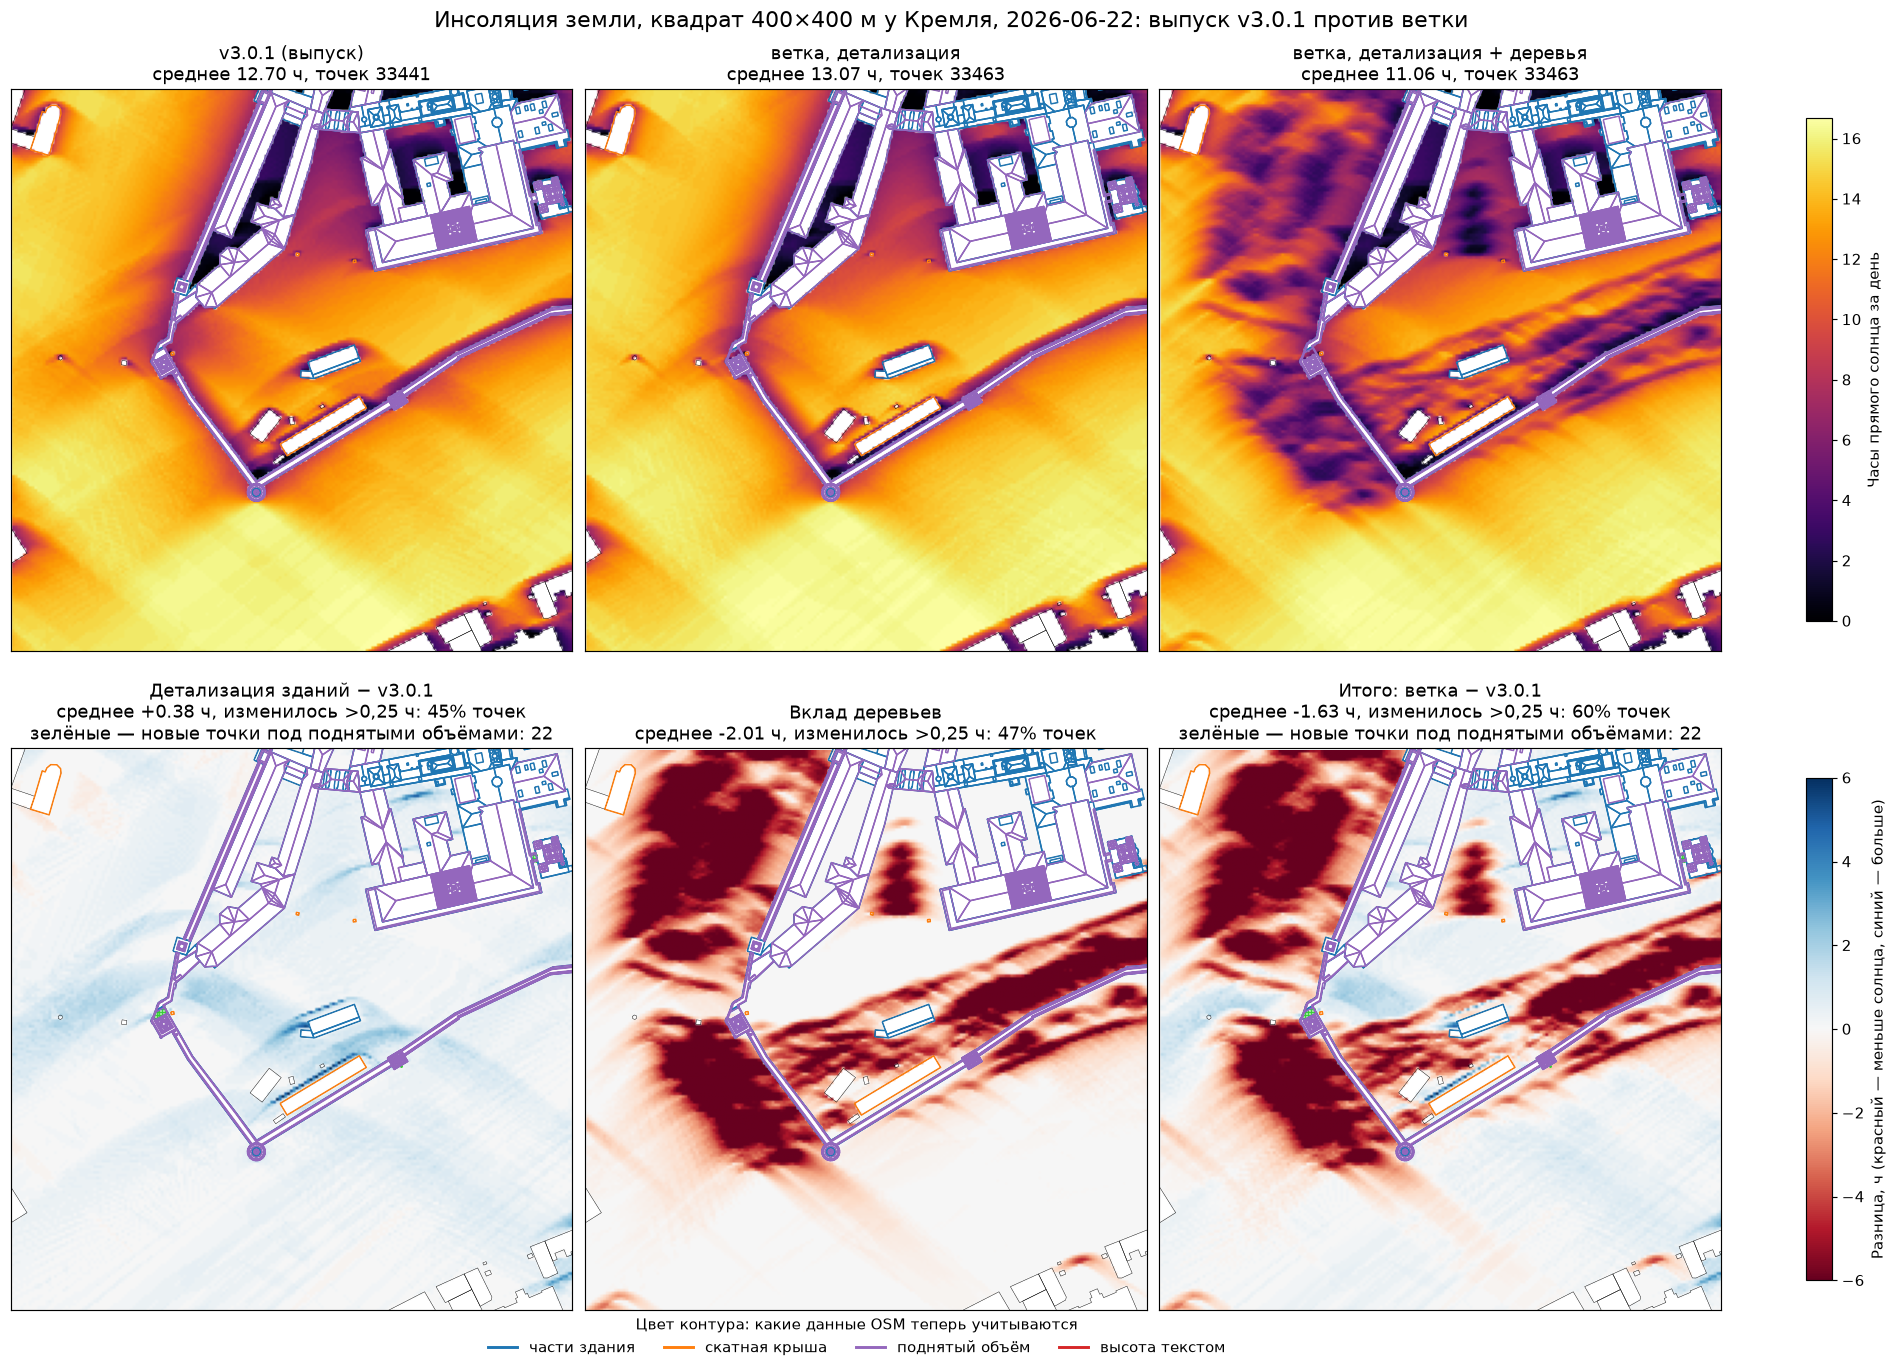 Инсоляция земли, квадрат 400×400 м у Кремля, 2026-06-22: выпуск v3.0.1 против ветки
v3.0.1 (выпуск)
среднее 12.70 ч, точек 33441
ветка, детализация
среднее 13.07 ч, точек 33463
ветка, детализация + деревья
среднее 11.06 ч, точек 33463
16
14
12
10
8
6
4
2
0
Часы прямого солнца за день
Детализация зданий − v3.0.1
среднее +0.38 ч, изменилось >0,25 ч: 45% точек
зелёные — новые точки под поднятыми объёмами: 22
Вклад деревьев
среднее -2.01 ч, изменилось >0,25 ч: 47% точек
Итого: ветка − v3.0.1
среднее -1.63 ч, изменилось >0,25 ч: 60% точек
зелёные — новые точки под поднятыми объёмами: 22
6
4
2
0
−2
−4
−6
Разница, ч (красный — меньше солнца, синий — больше)
Цвет контура: какие данные OSM теперь учитываются
части здания
скатная крыша
поднятый объём
высота текстом